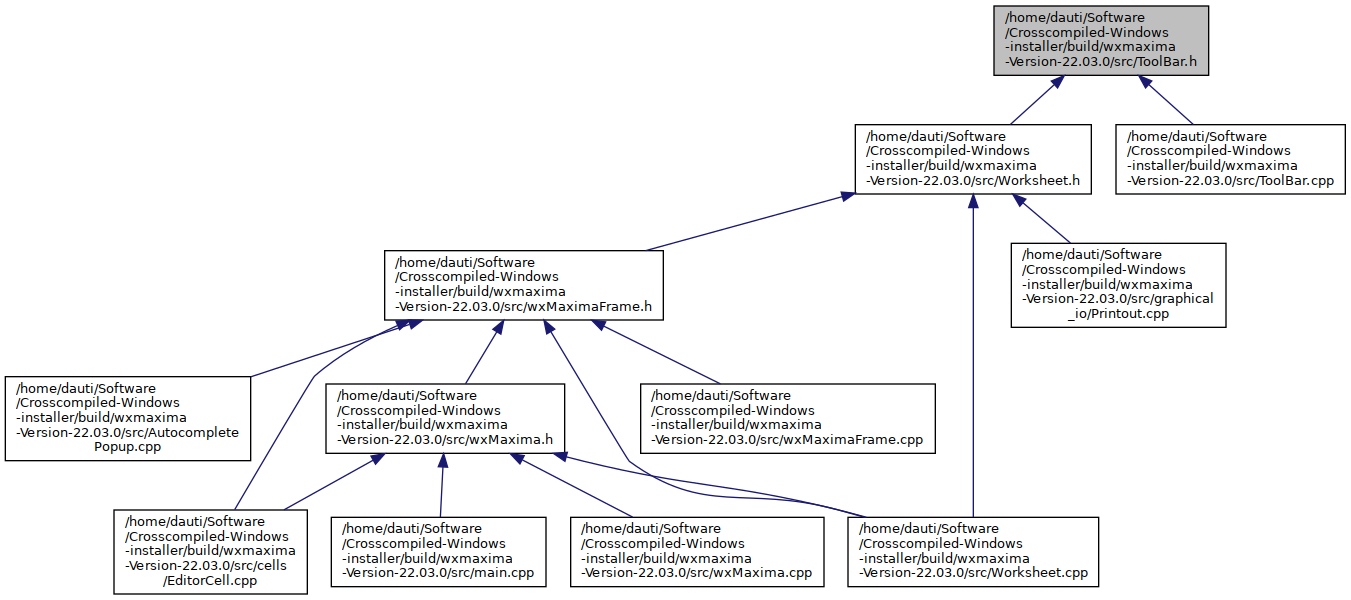 /home/dauti/Software
/Crosscompiled-Windows
-installer/build/wxmaxima
-Version-22.03.0/src/ToolBar.h
/home/dauti/Software
/Crosscompiled-Windows
-installer/build/wxmaxima
-Version-22.03.0/src/Worksheet.h
/home/dauti/Software
/Crosscompiled-Windows
-installer/build/wxmaxima
-Version-22.03.0/src/ToolBar.cpp
/home/dauti/Software
/Crosscompiled-Windows
-installer/build/wxmaxima
-Version-22.03.0/src/wxMaximaFrame.h
/home/dauti/Software
/Crosscompiled-Windows
-installer/build/wxmaxima
-Version-22.03.0/src/graphical
_io/Printout.cpp
/home/dauti/Software
/Crosscompiled-Windows
-installer/build/wxmaxima
-Version-22.03.0/src/Autocomplete
Popup.cpp
/home/dauti/Software
/Crosscompiled-Windows
-installer/build/wxmaxima
-Version-22.03.0/src/wxMaxima.h
/home/dauti/Software
/Crosscompiled-Windows
-installer/build/wxmaxima
-Version-22.03.0/src/wxMaximaFrame.cpp
/home/dauti/Software
/Crosscompiled-Windows
-installer/build/wxmaxima
-Version-22.03.0/src/cells
/EditorCell.cpp
/home/dauti/Software
/Crosscompiled-Windows
-installer/build/wxmaxima
-Version-22.03.0/src/main.cpp
/home/dauti/Software
/Crosscompiled-Windows
-installer/build/wxmaxima
-Version-22.03.0/src/wxMaxima.cpp
/home/dauti/Software
/Crosscompiled-Windows
-installer/build/wxmaxima
-Version-22.03.0/src/Worksheet.cpp